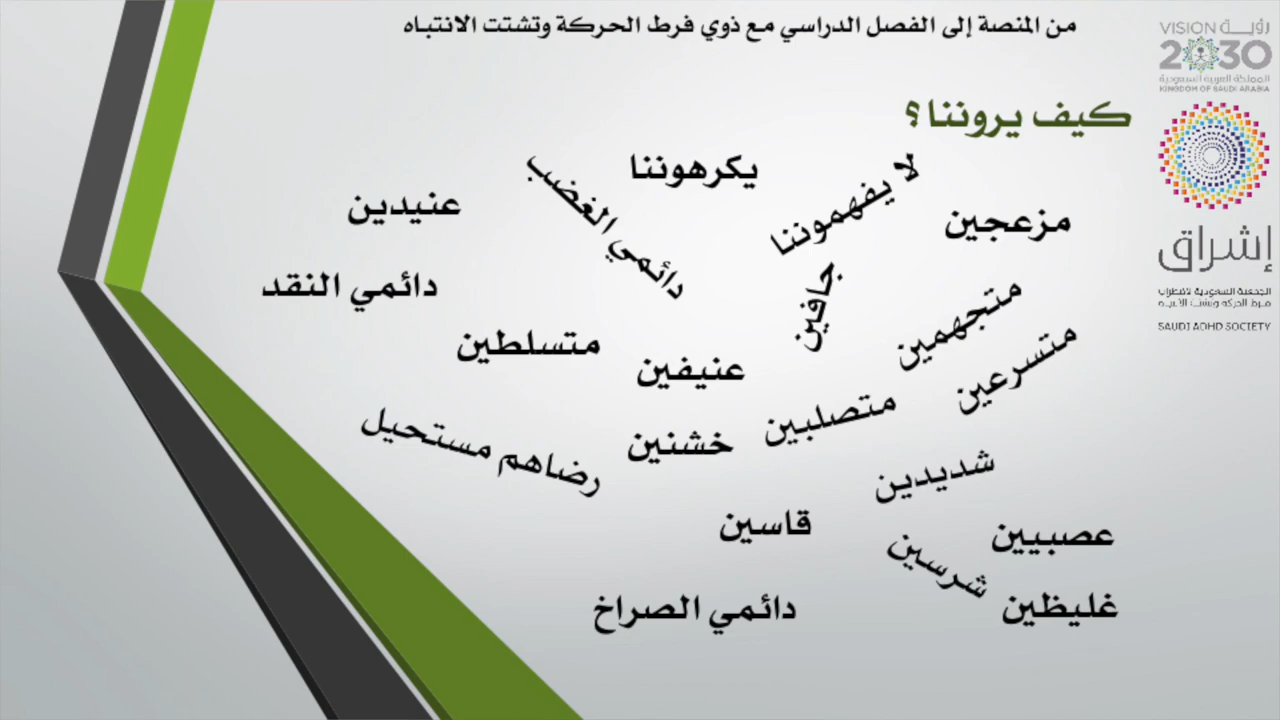 من المنصة إلى الفصل الدراسي مع ذوي فرط الحركة وتشتت الانتباه
VISION رؤية
2030
المملكة العربية السعودية
KINGDOM OF SAUDI ARABIA
كيف يروننا ؟
إشراق
الجمعية السعودية لاضطراب
فرط الحركة وتشتت الانتباه
SAUDI ADHD SOCIETY
لا يفهموننا
يكرهوننا
دائمي الغضب
عنيدين
مزعجين
جافين
دائمي النقد
متجهمين
متسرعين
متسلطين
عنيفين
متصلبين
خشنين
رضاهم مستحيل
شديدين
قاسين
عصبيين
شرسين
غليظين
دائمي الصراخ